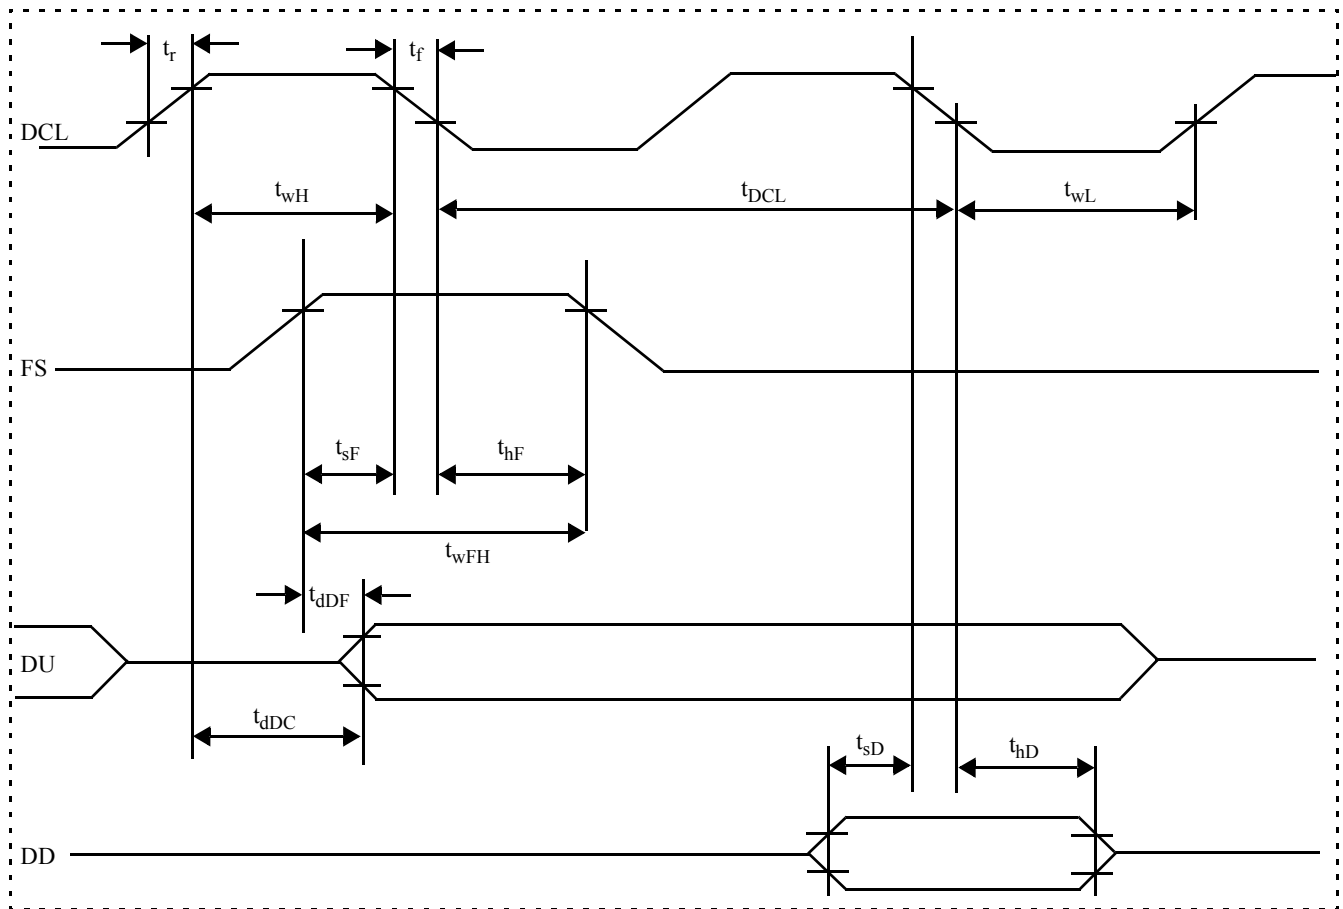 t_r
t_f
DCL
t_wH
t_DCL
t_wL
FS
t_sF
t_hF
t_wFH
t_dDF
DU
t_dDC
t_sD
t_hD
DD